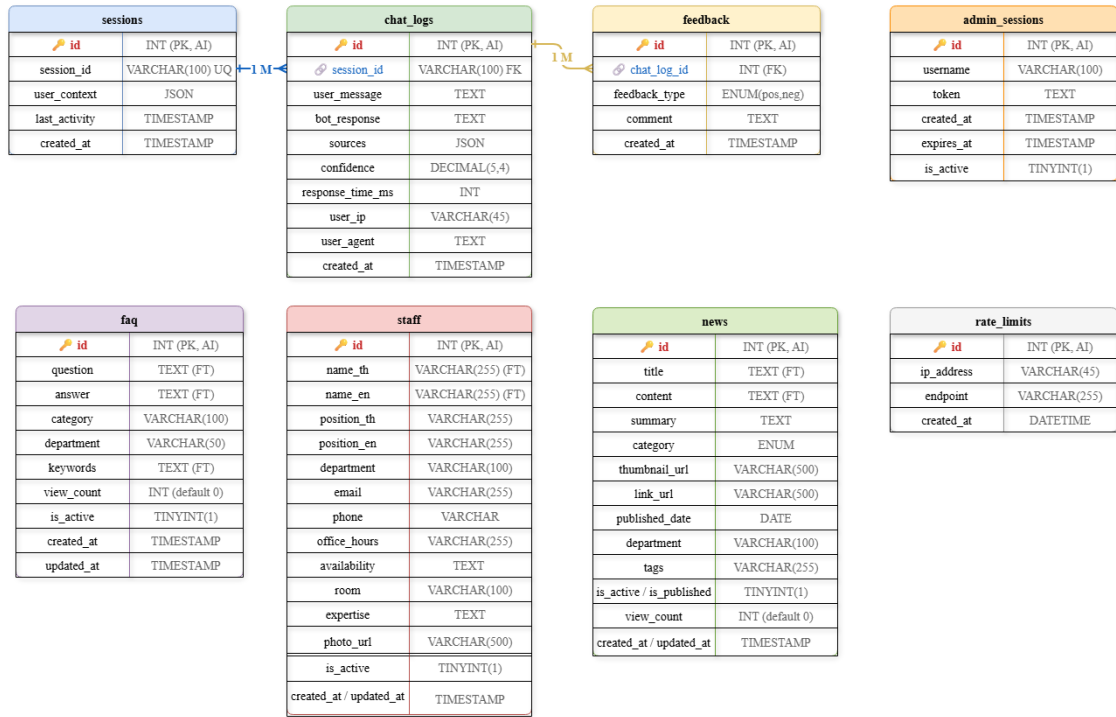 sessions
id INT (PK, AI)
session_id VARCHAR(100) UQ
user_context JSON
last_activity TIMESTAMP
created_at TIMESTAMP
1 M
chat_logs
id INT (PK, AI)
session_id VARCHAR(100) FK
user_message TEXT
bot_response TEXT
sources JSON
confidence DECIMAL(5,4)
response_time_ms INT
user_ip VARCHAR(45)
user_agent TEXT
created_at TIMESTAMP
1 M
feedback
id INT (PK, AI)
chat_log_id INT (FK)
feedback_type ENUM(pos,neg)
comment TEXT
created_at TIMESTAMP
admin_sessions
id INT (PK, AI)
username VARCHAR(100)
token TEXT
created_at TIMESTAMP
expires_at TIMESTAMP
is_active TINYINT(1)
faq
id INT (PK, AI)
question TEXT (FT)
answer TEXT (FT)
category VARCHAR(100)
department VARCHAR(50)
keywords TEXT (FT)
view_count INT (default 0)
is_active TINYINT(1)
created_at TIMESTAMP
updated_at TIMESTAMP
staff
id INT (PK, AI)
name_th VARCHAR(255) (FT)
name_en VARCHAR(255) (FT)
position_th VARCHAR(255)
position_en VARCHAR(255)
department VARCHAR(100)
email VARCHAR(255)
phone VARCHAR
office_hours VARCHAR(255)
availability TEXT
room VARCHAR(100)
expertise TEXT
photo_url VARCHAR(500)
is_active TINYINT(1)
created_at / updated_at TIMESTAMP
news
id INT (PK, AI)
title TEXT (FT)
content TEXT (FT)
summary TEXT
category ENUM
thumbnail_url VARCHAR(500)
link_url VARCHAR(500)
published_date DATE
department VARCHAR(100)
tags VARCHAR(255)
is_active / is_published TINYINT(1)
view_count INT (default 0)
created_at / updated_at TIMESTAMP
rate_limits
id INT (PK, AI)
ip_address VARCHAR(45)
endpoint VARCHAR(255)
created_at DATETIME